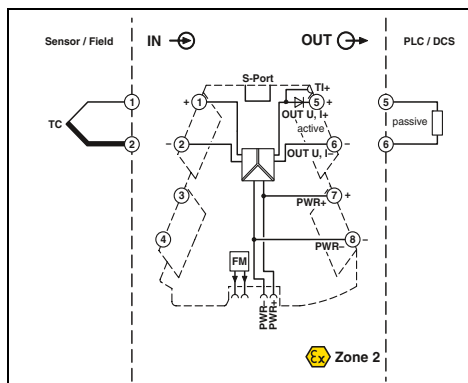 Sensor / Field
IN
OUT
PLC / DCS
S-Port
TI+
1
+
1
5
+
5
OUT U, I+
TC
active
passive
2
–
2
6
–
6
OUT U, I–
3
7
+
PWR+
4
8
–
PWR–
FM
PWR–
PWR+
εx
Zone 2